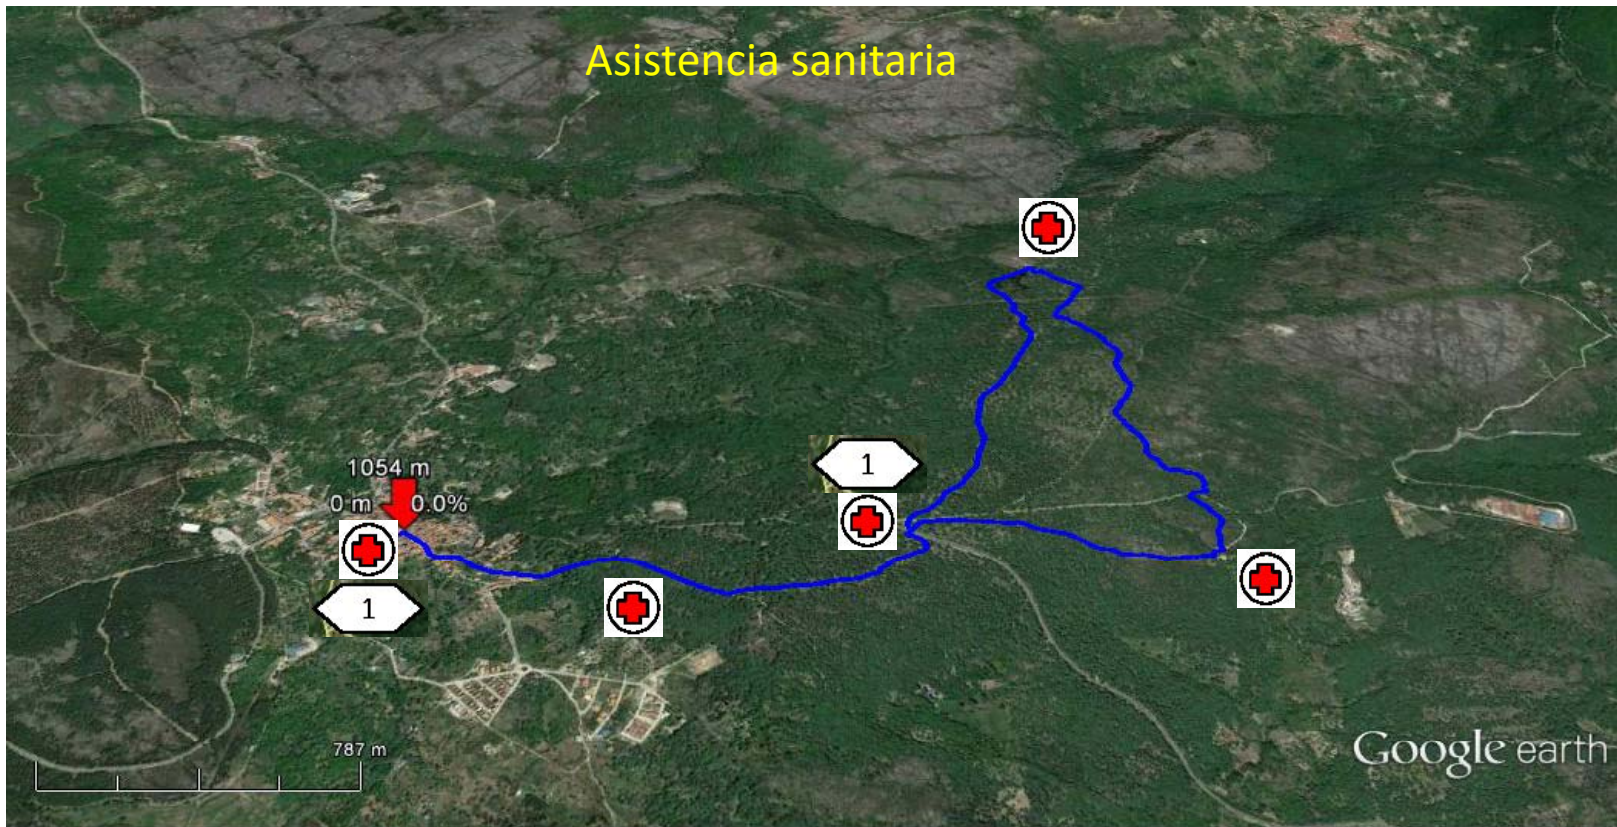 Asistencia sanitaria
1
1054 m
0 m 0.0%
1
787 m
Google earth